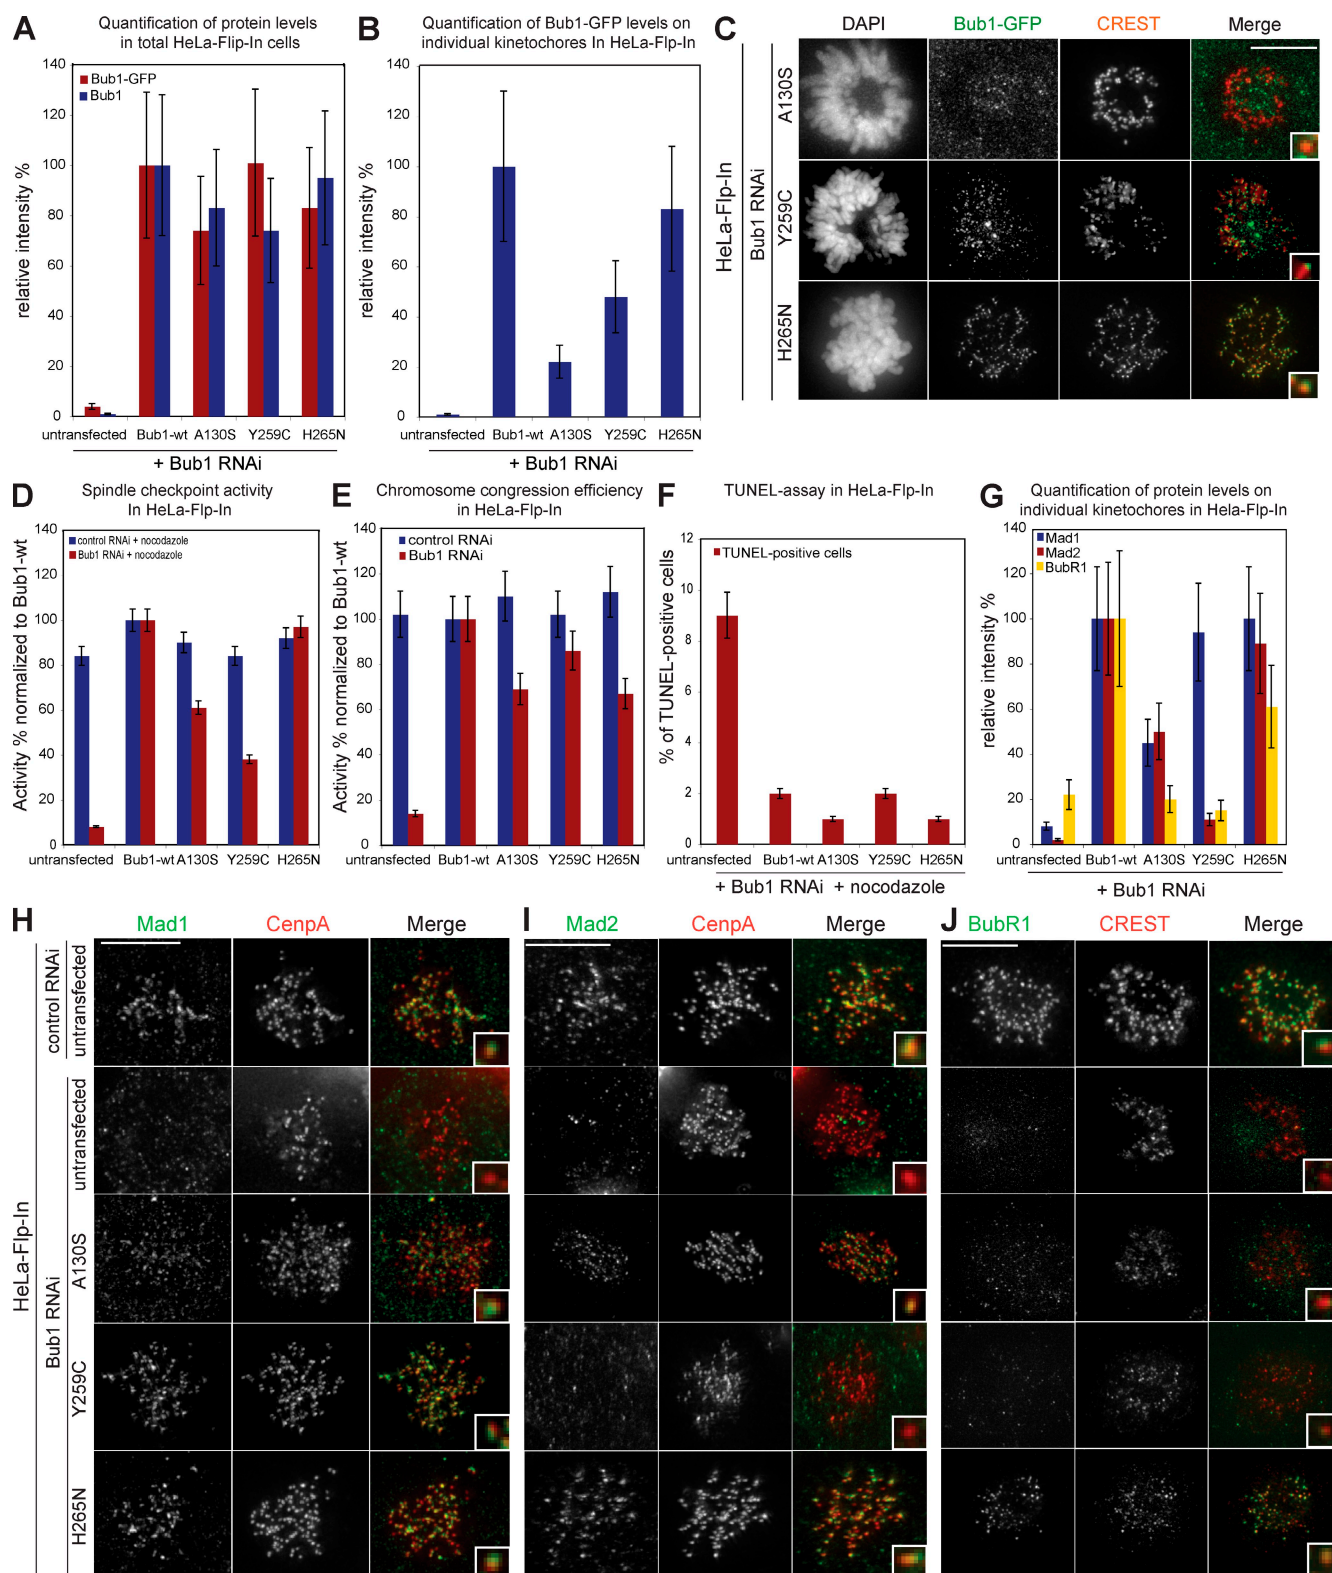 A Quantification of protein levels
in total HeLa-Flip-In cells
relative intensity %
140
120
100
80
60
40
20
0
Bub1-GFP
Bub1
untransfected Bub1-wt A130S Y259C H265N
+ Bub1 RNAi
B Quantification of Bub1-GFP levels on
individual kinetochores In HeLa-Flp-In
relative intensity %
140
120
100
80
60
40
20
0
untransfected Bub1-wt A130S Y259C H265N
+ Bub1 RNAi
C DAPI Bub1-GFP CREST Merge
HeLa-Flp-In
Bub1 RNAi
A130S
Y259C
H265N
D Spindle checkpoint activity
In HeLa-Flp-In
Activity % normalized to Bub1-wt
140
120
100
80
60
40
20
0
control RNAi + nocodazole
Bub1 RNAi + nocodazole
untransfected Bub1-wt A130S Y259C H265N
E Chromosome congression efficiency
in HeLa-Flp-In
Activity % normalized to Bub1-wt
140
120
100
80
60
40
20
0
control RNAi
Bub1 RNAi
untransfected Bub1-wt A130S Y259C H265N
F TUNEL-assay in HeLa-Flp-In
% of TUNEL-positive cells
12
10
8
6
4
2
0
TUNEL-positive cells
untransfected Bub1-wt A130S Y259C H265N
+ Bub1 RNAi + nocodazole
G Quantification of protein levels on
individual kinetochores in Hela-Flp-In
relative intensity %
140
120
100
80
60
40
20
0
Mad1
Mad2
BubR1
untransfected Bub1-wt A130S Y259C H265N
+ Bub1 RNAi
H Mad1 CenpA Merge
I Mad2 CenpA Merge
J BubR1 CREST Merge
HeLa-Flp-In
control RNAi
untransfected
Bub1 RNAi
untransfected
A130S
Y259C
H265N